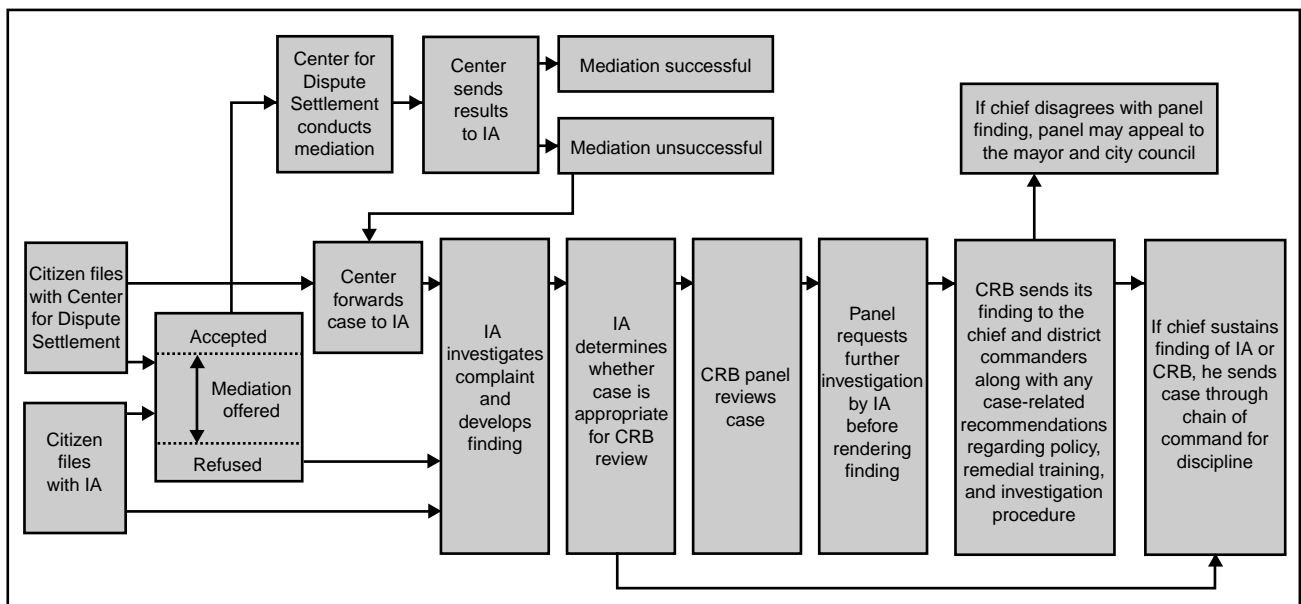 Center for
Dispute
Settlement
conducts
mediation
Center
sends
results
to IA
Mediation successful
Mediation unsuccessful
If chief disagrees with panel
finding, panel may appeal to
the mayor and city council
Citizen files
with Center
for Dispute
Settlement
Citizen
files
with IA
Accepted
Mediation
offered
Refused
Center
forwards
case to IA
IA
investigates
complaint
and
develops
finding
IA
determines
whether
case is
appropriate
for CRB
review
CRB panel
reviews
case
Panel
requests
further
investigation
by IA
before
rendering
finding
CRB sends its
finding to the
chief and district
commanders
along with any
case-related
recommendations
regarding policy,
remedial training,
and investigation
procedure
If chief sustains
finding of IA or
CRB, he sends
case through
chain of
command for
discipline